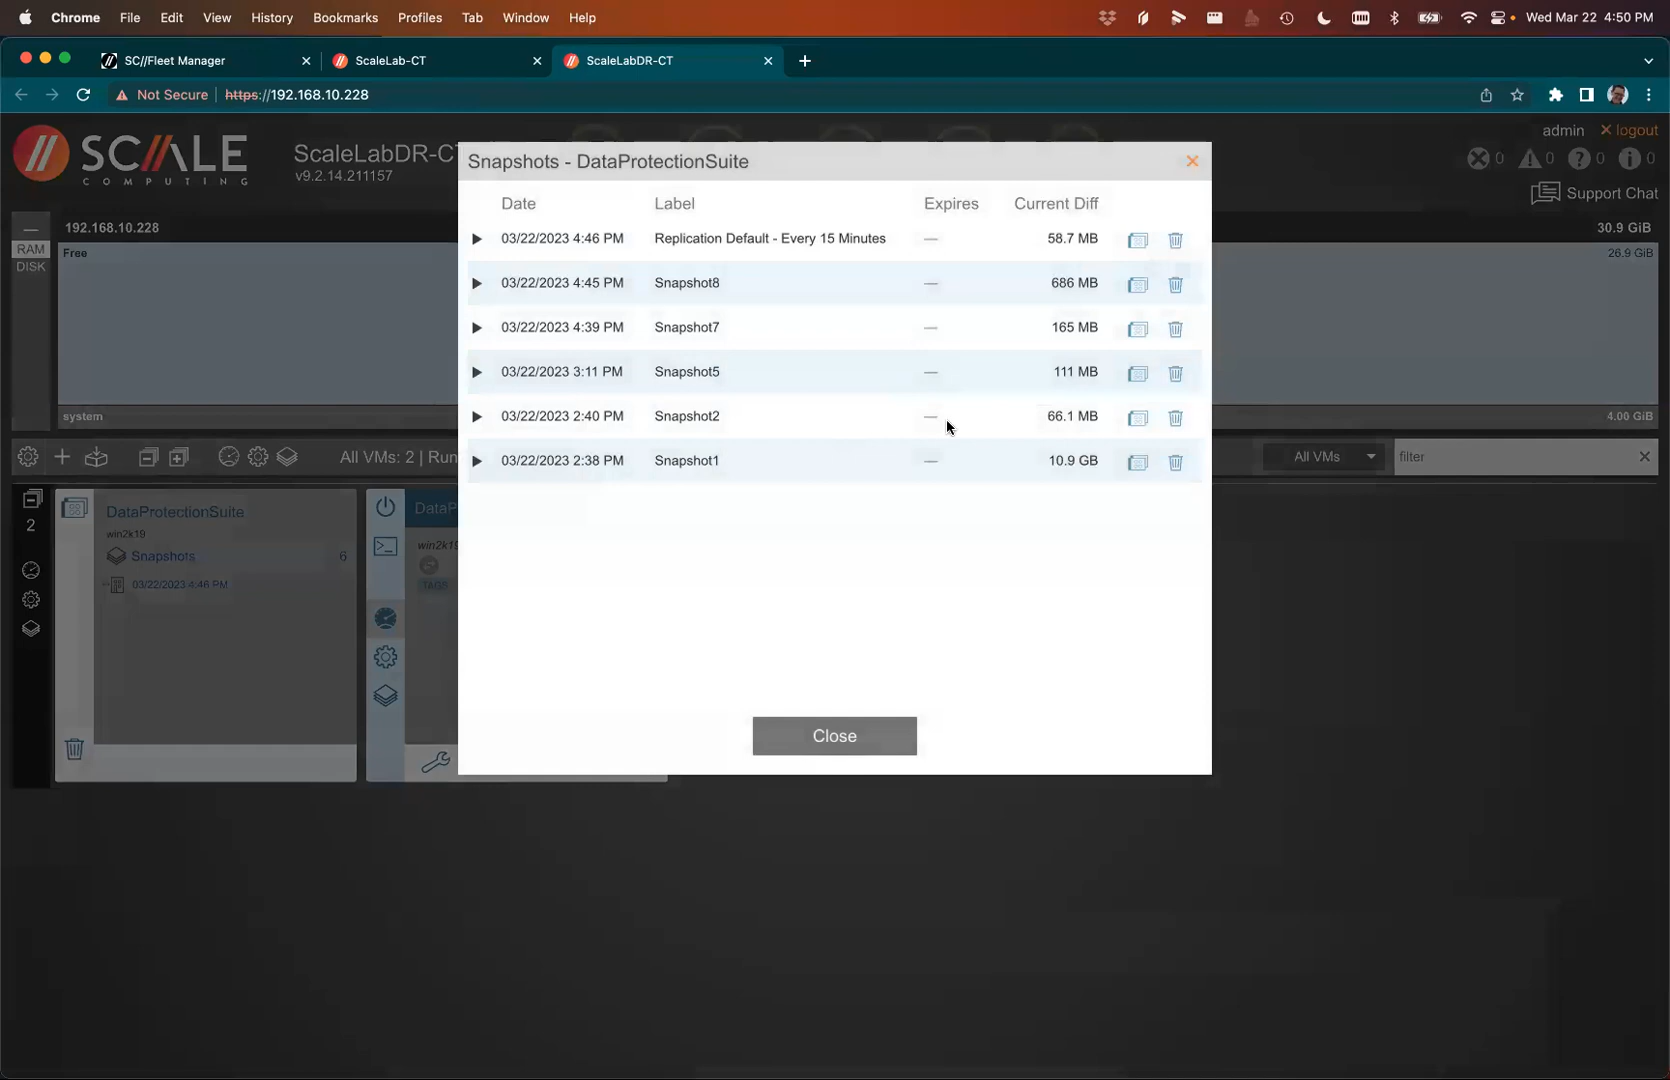 Chrome File Edit View History Bookmarks Profiles Tab Window Help Wed Mar 22 4:50 PM
SC//Fleet Manager ScaleLab-CT ScaleLabDR-CT
Not Secure https://192.168.10.228
admin logout
SC//LE
COMPUTING
ScaleLabDR-C
v9.2.14.211157
0 0 0 0
Support Chat
Snapshots - DataProtectionSuite
Date Label Expires Current Diff
03/22/2023 4:46 PM Replication Default - Every 15 Minutes — 58.7 MB
03/22/2023 4:45 PM Snapshot8 — 686 MB
03/22/2023 4:39 PM Snapshot7 — 165 MB
03/22/2023 3:11 PM Snapshot5 — 111 MB
03/22/2023 2:40 PM Snapshot2 — 66.1 MB
03/22/2023 2:38 PM Snapshot1 — 10.9 GB
Close
192.168.10.228 30.9 GiB
RAM
DISK
Free 26.9 GiB
system 4.00 GiB
All VMs: 2 | Run
All VMs
filter
2
DataProtectionSuite
win2k19
Snapshots 6
03/22/2023 4:46 PM
DataP
win2k19
TAGS